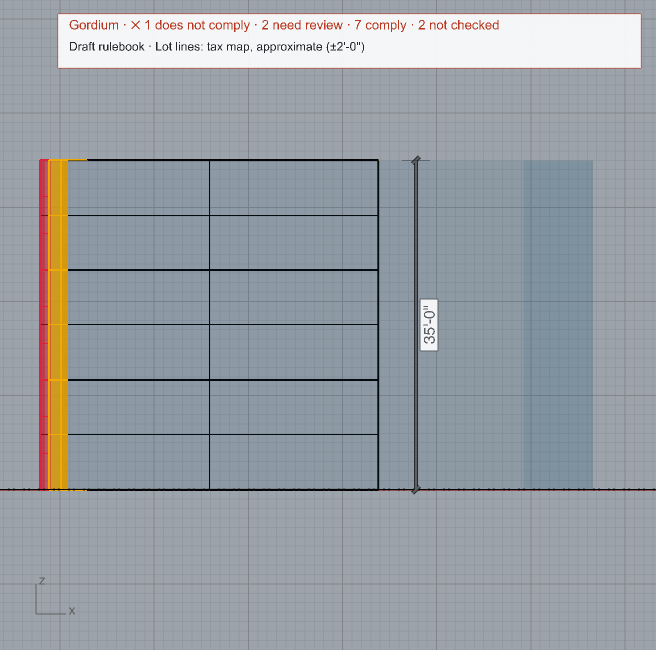 Gordium · ✕ 1 does not comply · 2 need review · 7 comply · 2 not checked
Draft rulebook · Lot lines: tax map, approximate (±2'-0")
35'-0"
z
x